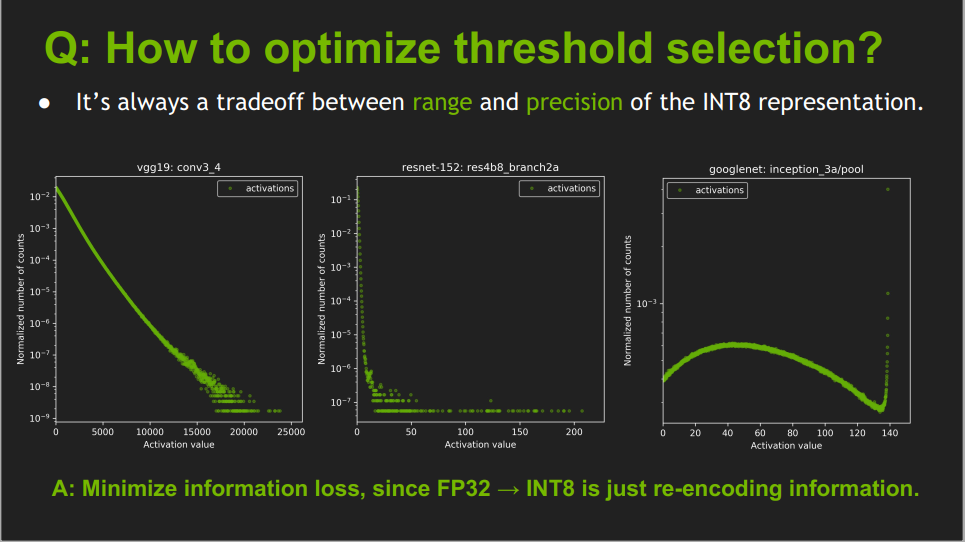 Q: How to optimize threshold selection?
● It’s always a tradeoff between range and precision of the INT8 representation.
vgg19: conv3_4
activations
Normalized number of counts
10⁻²
10⁻³
10⁻⁴
10⁻⁵
10⁻⁶
10⁻⁷
10⁻⁸
10⁻⁹
0 5000 10000 15000 20000 25000
Activation value
resnet-152: res4b8_branch2a
activations
Normalized number of counts
10⁻¹
10⁻²
10⁻³
10⁻⁴
10⁻⁵
10⁻⁶
10⁻⁷
0 50 100 150 200
Activation value
googlenet: inception_3a/pool
activations
Normalized number of counts
10⁻³
0 20 40 60 80 100 120 140
Activation value
A: Minimize information loss, since FP32 → INT8 is just re-encoding information.